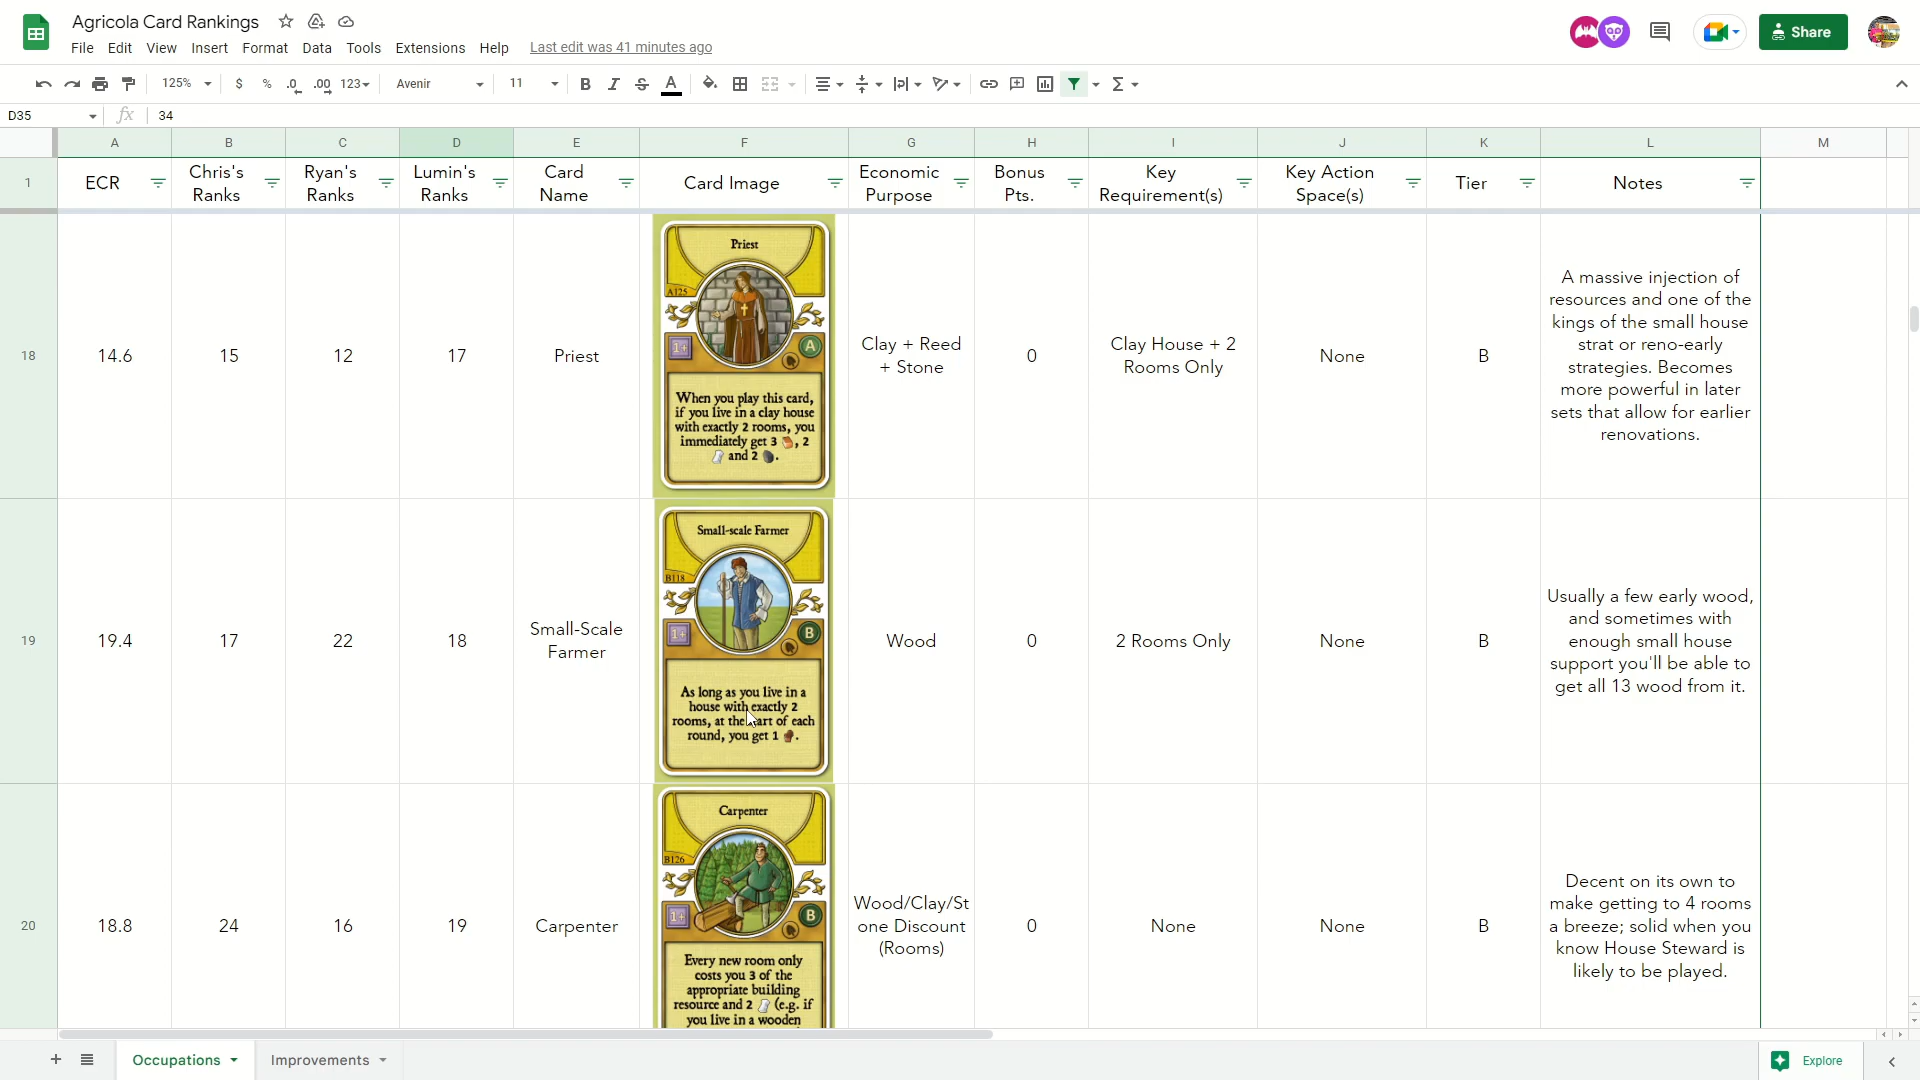 Agricola Card Rankings
File Edit View Insert Format Data Tools Extensions Help Last edit was 41 minutes ago
Share
125% $ % .0 .00 123 Avenir 11 B I S A
D35 fx 34
A B C D E F G H I J K L M
1
ECR
Chris's
Ranks
Ryan's
Ranks
Lumin's
Ranks
Card
Name
Card Image
Economic
Purpose
Bonus
Pts.
Key
Requirement(s)
Key Action
Space(s)
Tier
Notes
18
14.6
15
12
17
Priest
Priest
A125
1+
A
When you play this card,
if you live in a clay house
with exactly 2 rooms, you
immediately get 3 , 2
and 2 .
Clay + Reed
+ Stone
0
Clay House + 2
Rooms Only
None
B
A massive injection of
resources and one of the
kings of the small house
strat or reno-early
strategies. Becomes
more powerful in later
sets that allow for earlier
renovations.
19
19.4
17
22
18
Small-Scale
Farmer
Small-scale Farmer
B118
1+
B
As long as you live in a
house with exactly 2
rooms, at the start of each
round, you get 1 .
Wood
0
2 Rooms Only
None
B
Usually a few early wood,
and sometimes with
enough small house
support you'll be able to
get all 13 wood from it.
20
18.8
24
16
19
Carpenter
Carpenter
B126
1+
B
Every new room only
costs you 3 of the
appropriate building
resource and 2 (e.g. if
you live in a wooden
Wood/Clay/St
one Discount
(Rooms)
0
None
None
B
Decent on its own to
make getting to 4 rooms
a breeze; solid when you
know House Steward is
likely to be played.
Occupations Improvements
Explore